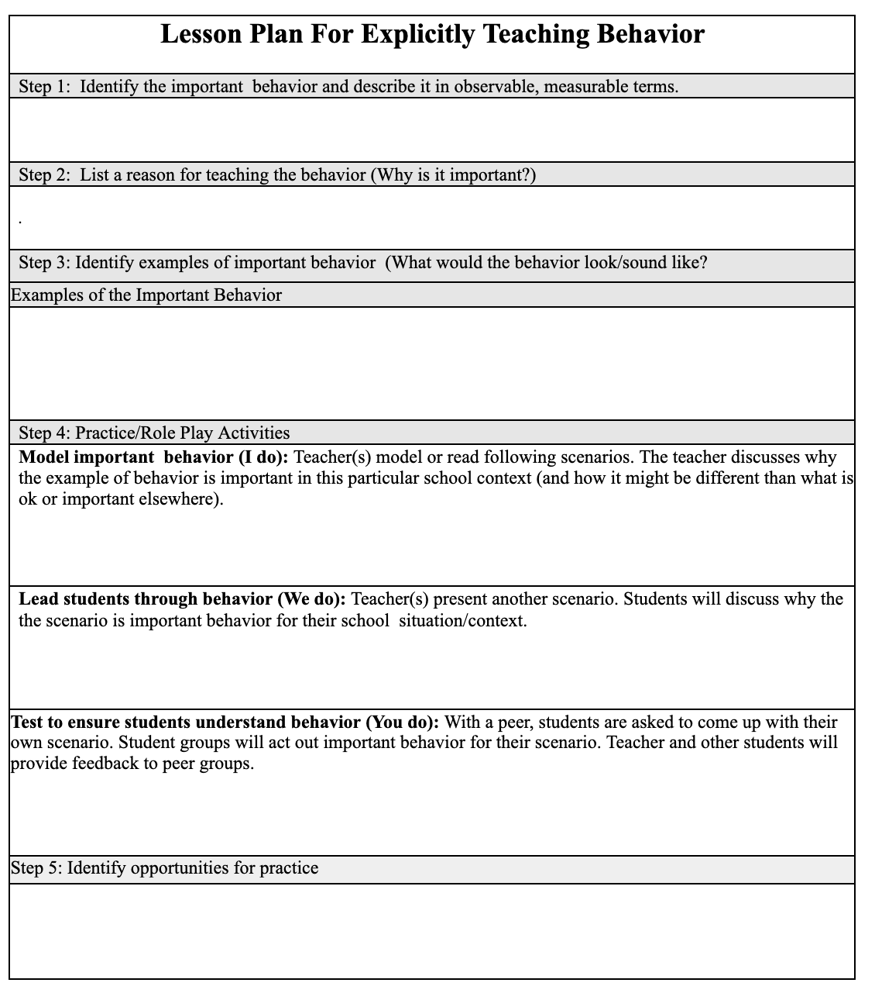 Lesson Plan For Explicitly Teaching Behavior
Step 1:  Identify the important  behavior and describe it in observable, measurable terms.
Step 2:  List a reason for teaching the behavior (Why is it important?)
.
Step 3: Identify examples of important behavior  (What would the behavior look/sound like?
Examples of the Important Behavior
Step 4: Practice/Role Play Activities
Model important  behavior (I do): Teacher(s) model or read following scenarios. The teacher discusses why
the example of behavior is important in this particular school context (and how it might be different than what is
ok or important elsewhere).
Lead students through behavior (We do): Teacher(s) present another scenario. Students will discuss why the
the scenario is important behavior for their school  situation/context.
Test to ensure students understand behavior (You do): With a peer, students are asked to come up with their
own scenario. Student groups will act out important behavior for their scenario. Teacher and other students will
provide feedback to peer groups.
Step 5: Identify opportunities for practice